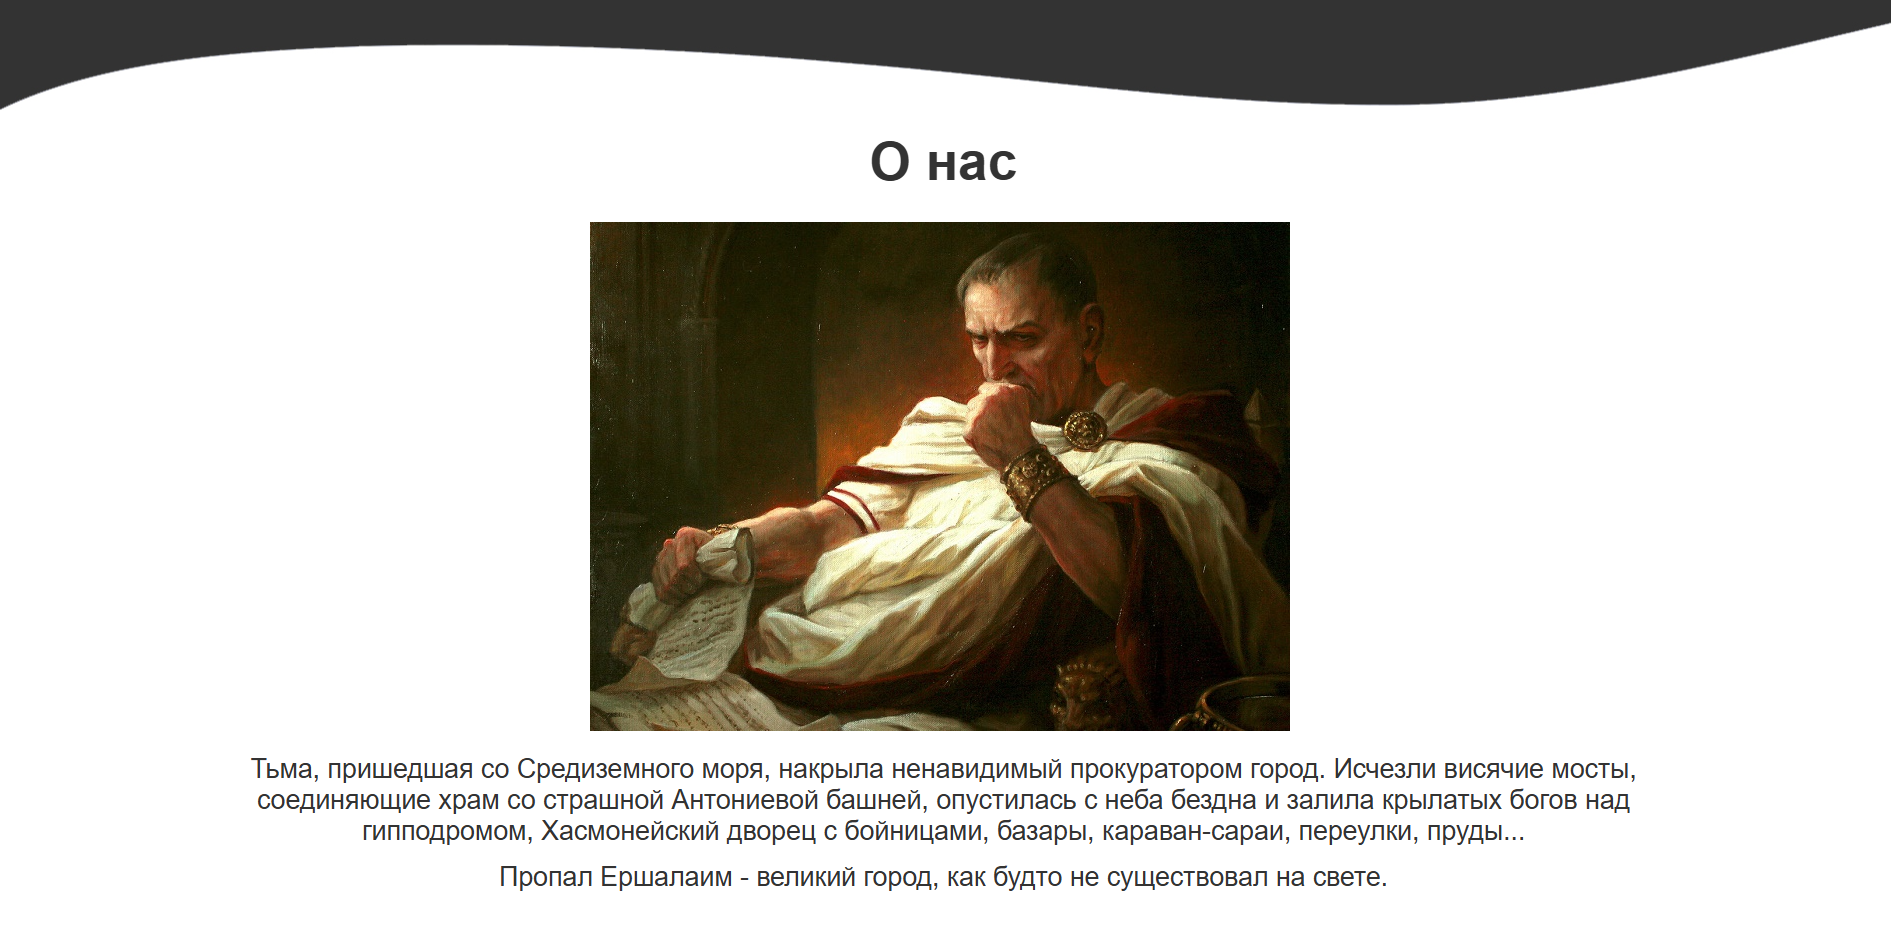 О нас
Тьма, пришедшая со Средиземного моря, накрыла ненавидимый прокуратором город. Исчезли висячие мосты,
соединяющие храм со страшной Антониевой башней, опустилась с неба бездна и залила крылатых богов над
гипподромом, Хасмонейский дворец с бойницами, базары, караван-сараи, переулки, пруды...
Пропал Ершалаим - великий город, как будто не существовал на свете.